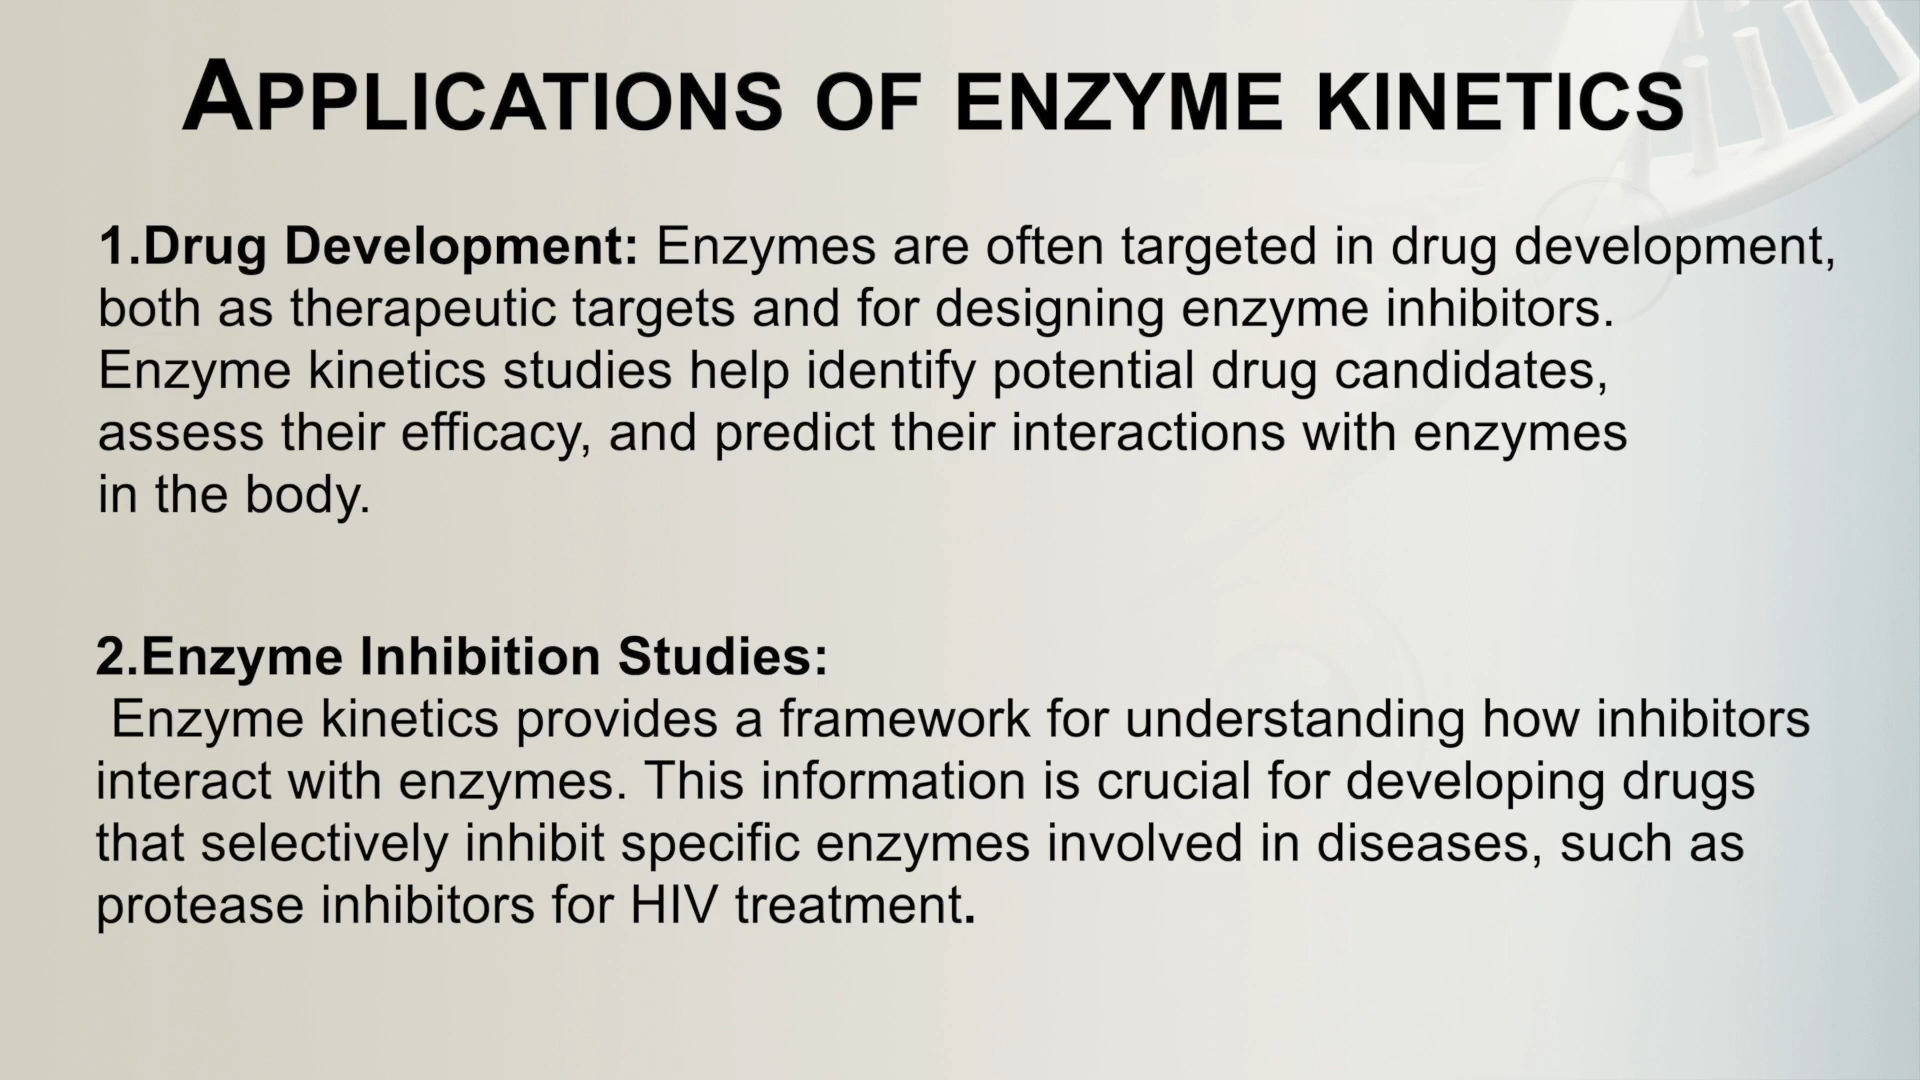 APPLICATIONS OF ENZYME KINETICS
1.Drug Development: Enzymes are often targeted in drug development,
both as therapeutic targets and for designing enzyme inhibitors.
Enzyme kinetics studies help identify potential drug candidates,
assess their efficacy, and predict their interactions with enzymes
in the body.
2.Enzyme Inhibition Studies:
Enzyme kinetics provides a framework for understanding how inhibitors
interact with enzymes. This information is crucial for developing drugs
that selectively inhibit specific enzymes involved in diseases, such as
protease inhibitors for HIV treatment.